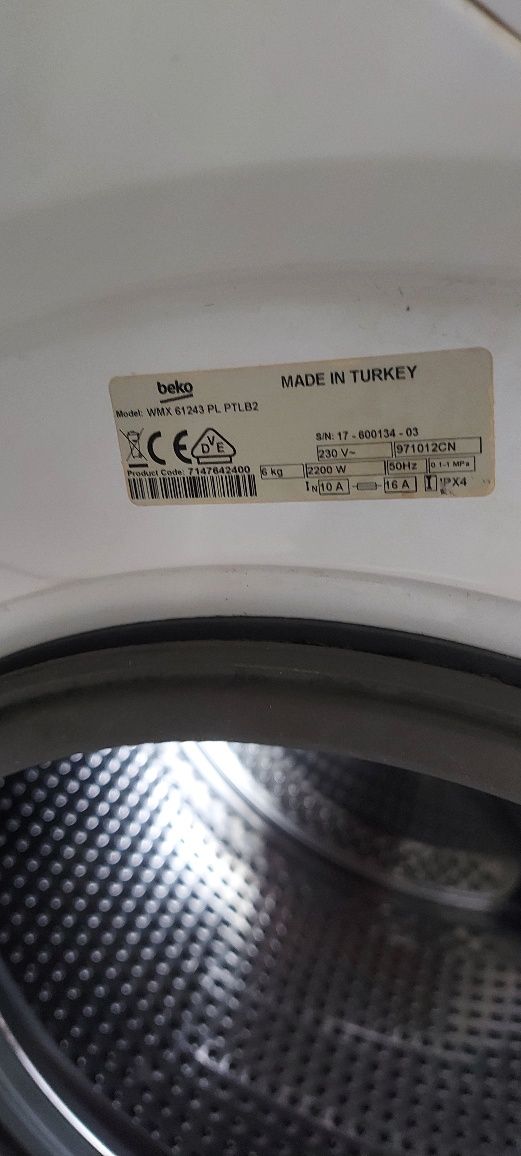 beko
MADE IN TURKEY
Model: WMX 61243 PL PTLB2
S/N: 17 - 600134 - 03
DVE
230 V~ 971012CN
Product Code: 7147642400
6 kg 2200 W 50Hz 0.1-1 MPa
IN 10 A 16 A IPX4